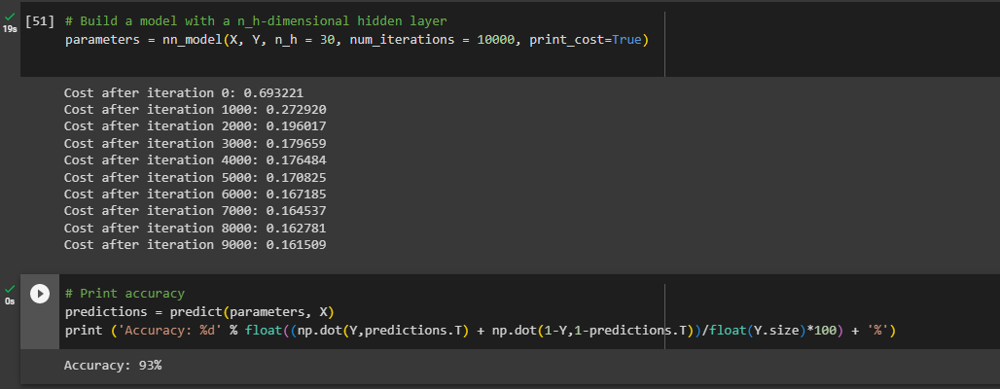 [51] # Build a model with a n_h-dimensional hidden layer
19s
parameters = nn_model(X, Y, n_h = 30, num_iterations = 10000, print_cost=True)
Cost after iteration 0: 0.693221
Cost after iteration 1000: 0.272920
Cost after iteration 2000: 0.196017
Cost after iteration 3000: 0.179659
Cost after iteration 4000: 0.176484
Cost after iteration 5000: 0.170825
Cost after iteration 6000: 0.167185
Cost after iteration 7000: 0.164537
Cost after iteration 8000: 0.162781
Cost after iteration 9000: 0.161509
# Print accuracy
0s
predictions = predict(parameters, X)
print ('Accuracy: %d' % float((np.dot(Y,predictions.T) + np.dot(1-Y,1-predictions.T))/float(Y.size)*100) + '%')
Accuracy: 93%